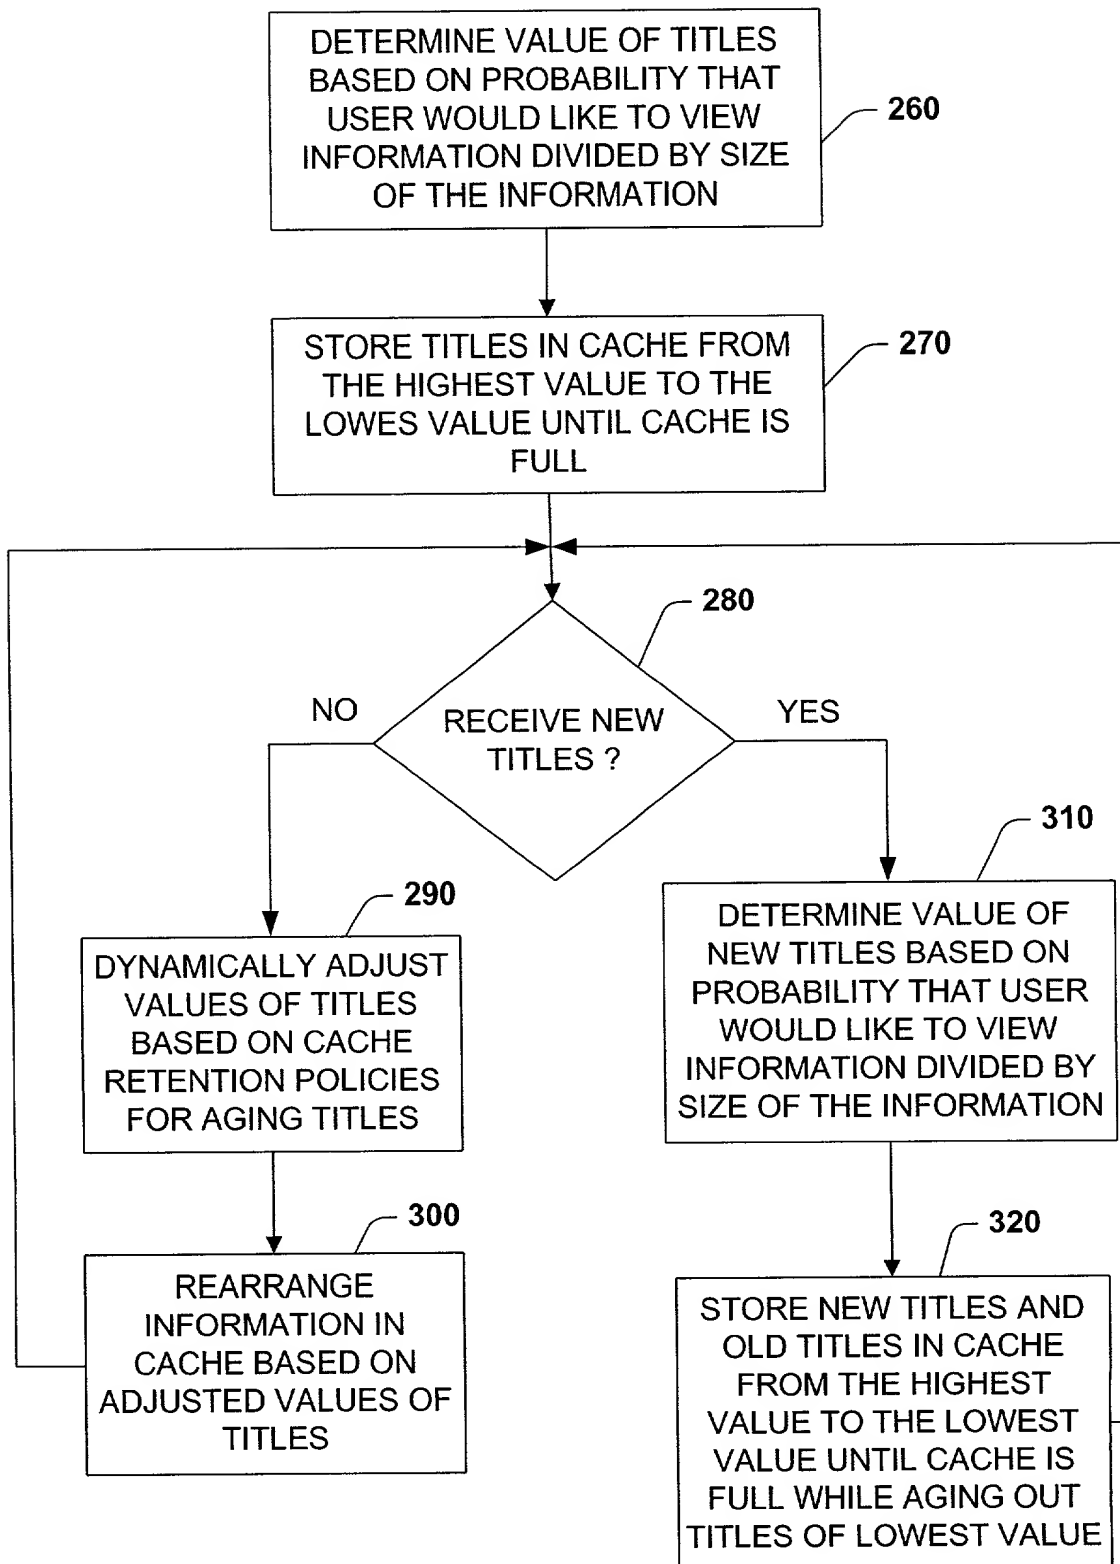 DETERMINE VALUE OF TITLES
BASED ON PROBABILITY THAT
USER WOULD LIKE TO VIEW
INFORMATION DIVIDED BY SIZE
OF THE INFORMATION
260
STORE TITLES IN CACHE FROM
THE HIGHEST VALUE TO THE
LOWES VALUE UNTIL CACHE IS
FULL
270
280
RECEIVE NEW
TITLES ?
NO
YES
290
DYNAMICALLY ADJUST
VALUES OF TITLES
BASED ON CACHE
RETENTION POLICIES
FOR AGING TITLES
300
REARRANGE
INFORMATION IN
CACHE BASED ON
ADJUSTED VALUES OF
TITLES
310
DETERMINE VALUE OF
NEW TITLES BASED ON
PROBABILITY THAT USER
WOULD LIKE TO VIEW
INFORMATION DIVIDED BY
SIZE OF THE INFORMATION
320
STORE NEW TITLES AND
OLD TITLES IN CACHE
FROM THE HIGHEST
VALUE TO THE LOWEST
VALUE UNTIL CACHE IS
FULL WHILE AGING OUT
TITLES OF LOWEST VALUE